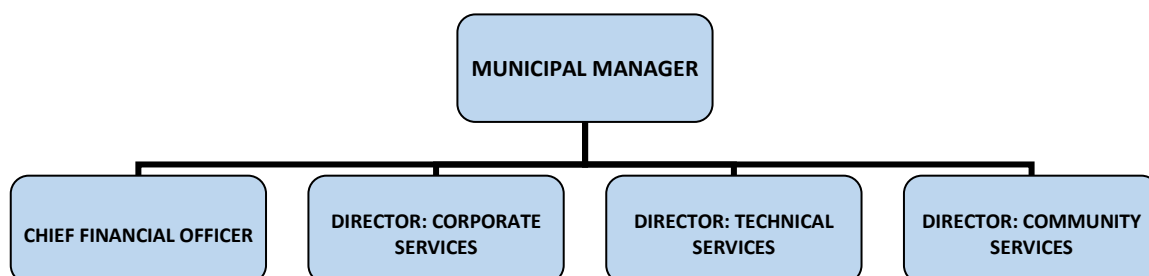 MUNICIPAL MANAGER
CHIEF FINANCIAL OFFICER
DIRECTOR: CORPORATE
SERVICES
DIRECTOR: TECHNICAL
SERVICES
DIRECTOR: COMMUNITY
SERVICES